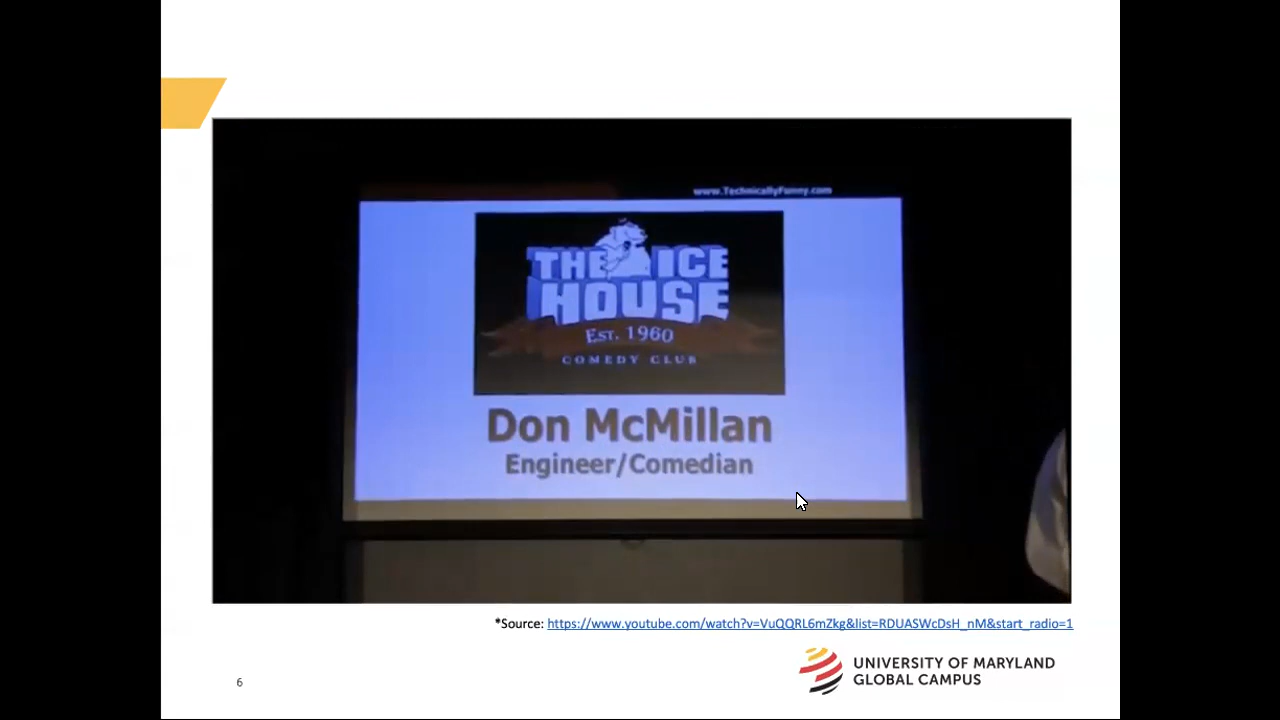 www.TechnicallyFunny.com
THE ICE
HOUSE
EST. 1960
COMEDY CLUB
Don McMillan
Engineer/Comedian
*Source: https://www.youtube.com/watch?v=VuQQRL6mZkg&list=RDUASWcDsH_nM&start_radio=1
UNIVERSITY OF MARYLAND
GLOBAL CAMPUS
6